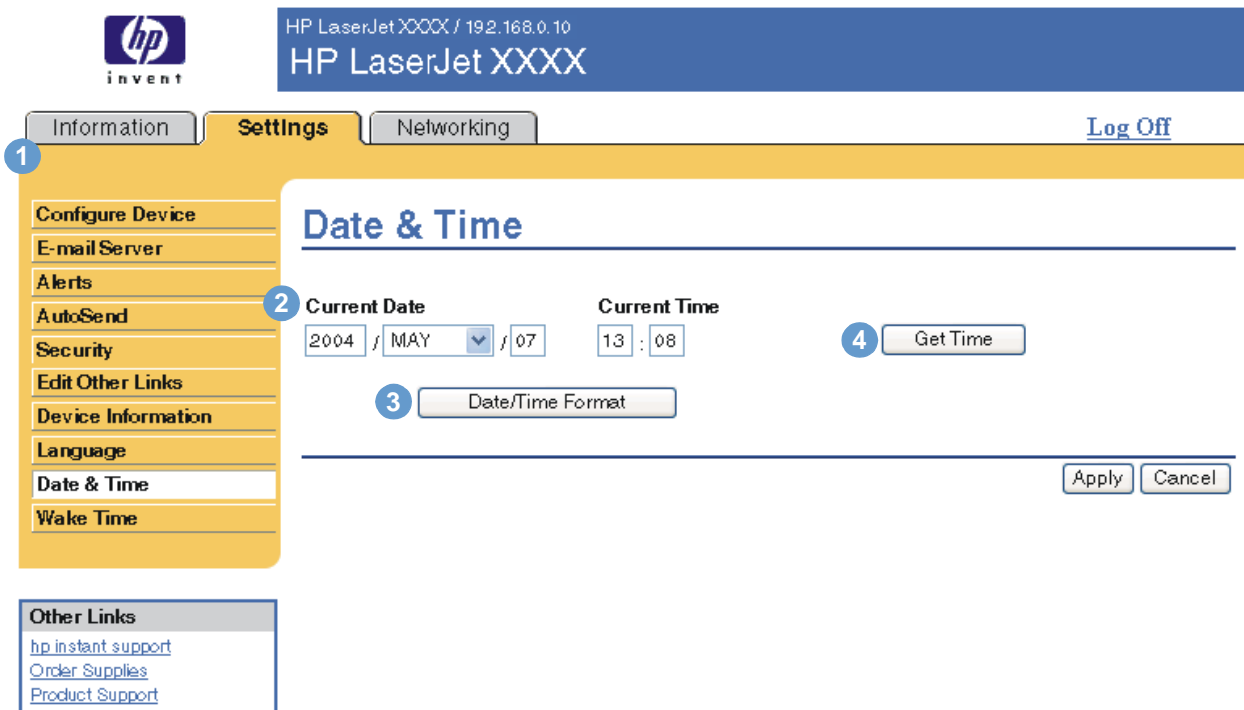 hp
invent
HP LaserJet XXXX / 192.168.0.10
HP LaserJet XXXX
Information Settings Networking Log Off
1
Configure Device
E-mail Server
Alerts
AutoSend
Security
Edit Other Links
Device Information
Language
Date & Time
Wake Time
Date & Time
2 Current Date Current Time
2004 / MAY / 07 13 : 08 4 Get Time
3 Date/Time Format
Apply Cancel
Other Links
hp instant support
Order Supplies
Product Support